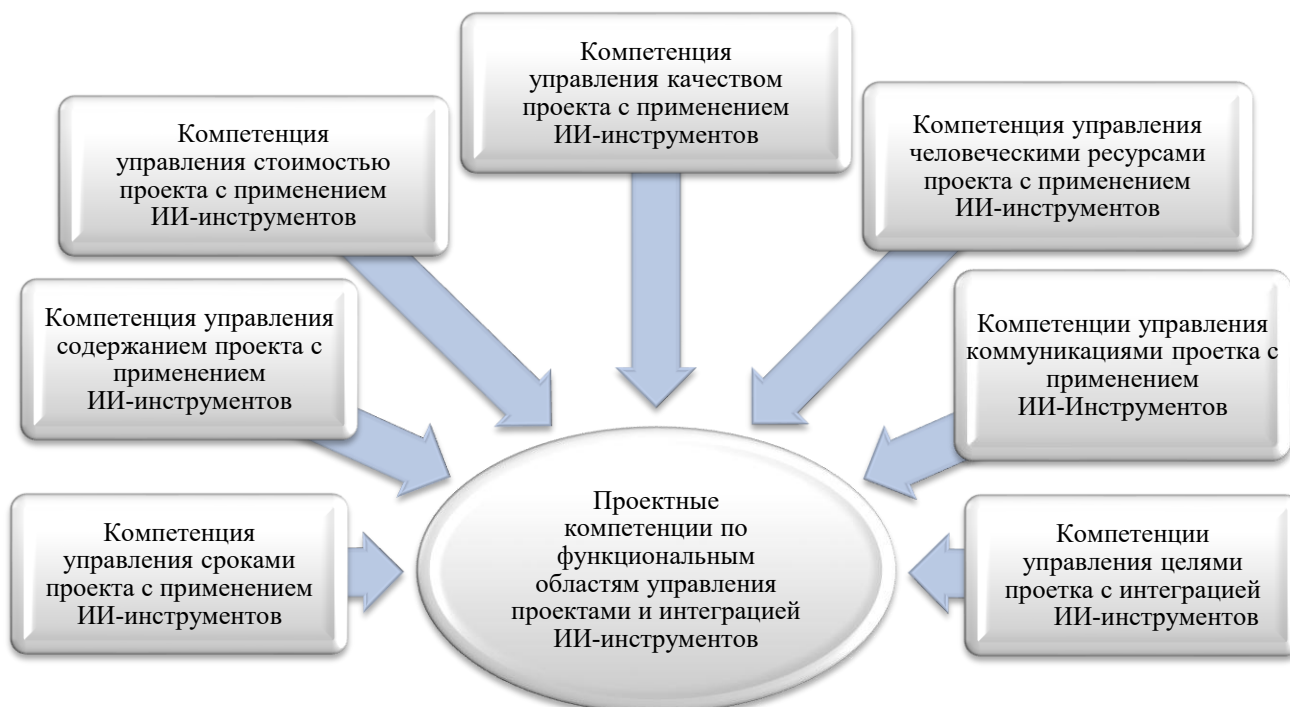 Компетенция
управления качеством
проекта с применением
ИИ-инструментов
Компетенция
управления стоимостью
проекта с применением
ИИ-инструментов
Компетенция управления
человеческими ресурсами
проекта с применением
ИИ-инструментов
Компетенция управления
содержанием проекта с
применением
ИИ-инструментов
Компетенции управления
коммуникациями проетка с
применением
ИИ-Инструментов
Компетенция
управления сроками
проекта с применением
ИИ-инструментов
Проектные
компетенции по
функциональным
областям управления
проектами и интеграцией
ИИ-инструментов
Компетенции
управления целями
проетка с интеграцией
ИИ-инструментов